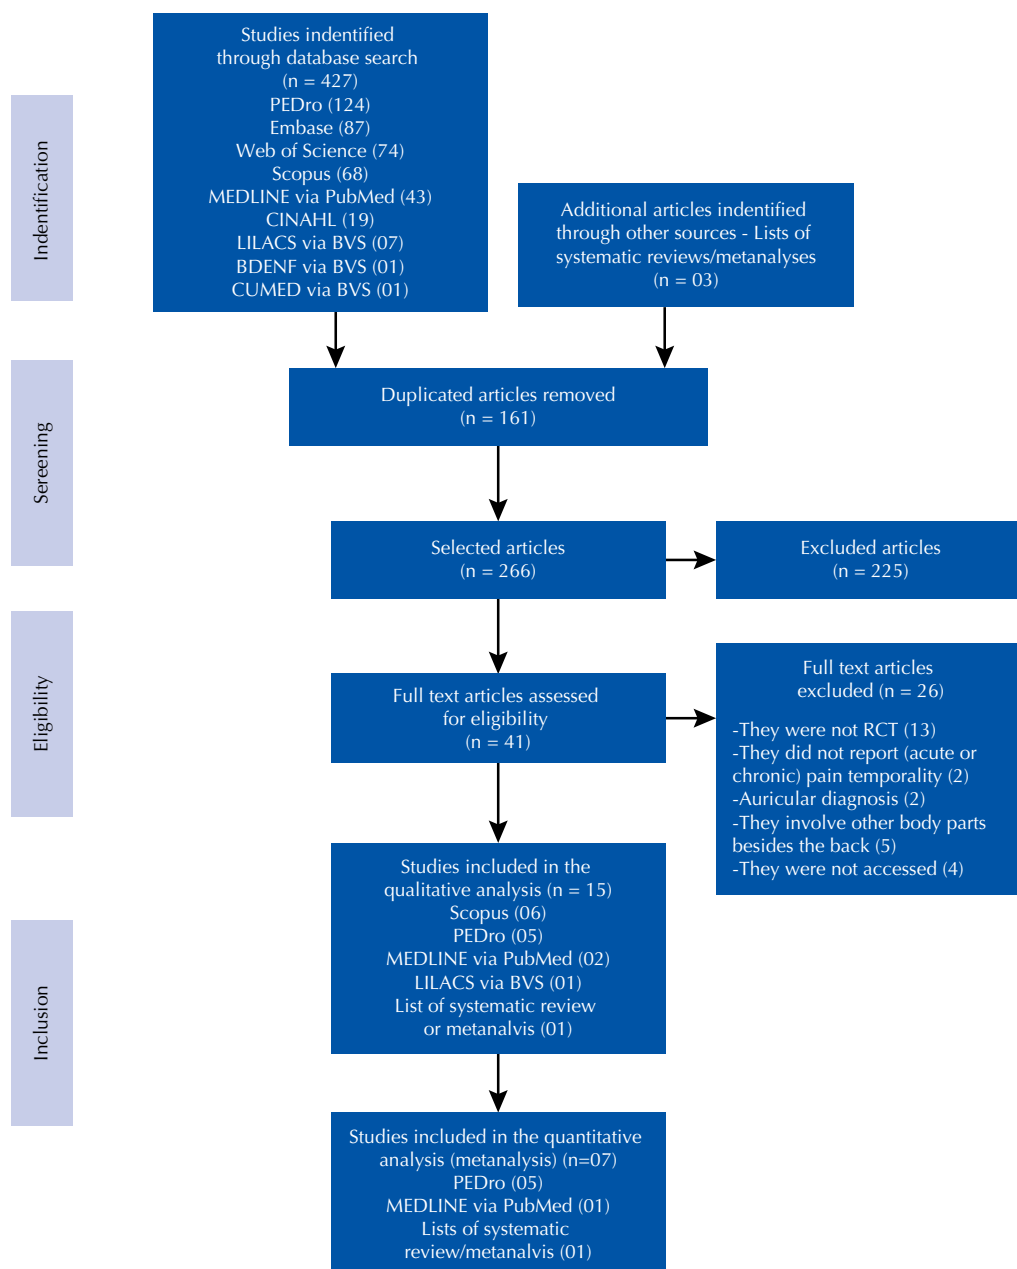 Studies indentified
through database search
(n = 427)
PEDro (124)
Embase (87)
Web of Science (74)
Scopus (68)
MEDLINE via PubMed (43)
CINAHL (19)
LILACS via BVS (07)
BDENF via BVS (01)
CUMED via BVS (01)
Indentification
Additional articles indentified
through other sources - Lists of
systematic reviews/metanalyses
(n = 03)
Duplicated articles removed
(n = 161)
Sereening
Selected articles
(n = 266)
Excluded articles
(n = 225)
Eligibility
Full text articles assessed
for eligibility
(n = 41)
Full text articles
excluded (n = 26)
-They were not RCT (13)
-They did not report (acute or
chronic) pain temporality (2)
-Auricular diagnosis (2)
-They involve other body parts
besides the back (5)
-They were not accessed (4)
Inclusion
Studies included in the
qualitative analysis (n = 15)
Scopus (06)
PEDro (05)
MEDLINE via PubMed (02)
LILACS via BVS (01)
List of systematic review
or metanalvis (01)
Studies included in the quantitative
analysis (metanalysis) (n=07)
PEDro (05)
MEDLINE via PubMed (01)
Lists of systematic
review/metanalvis (01)